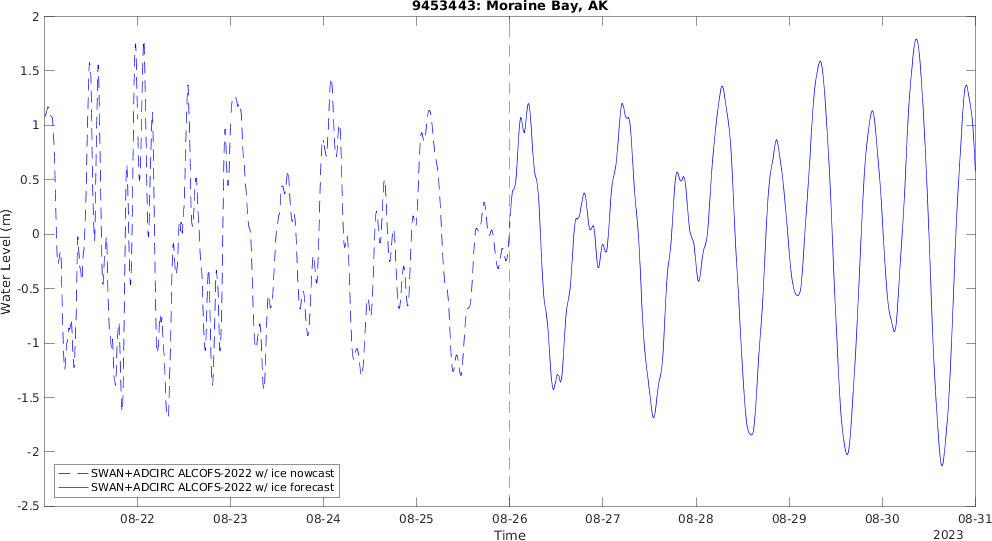 9453443: Moraine Bay, AK
2
1.5
1
0.5
0
-0.5
-1
-1.5
-2
-2.5
Water Level (m)
SWAN+ADCIRC ALCOFS-2022 w/ ice nowcast
SWAN+ADCIRC ALCOFS-2022 w/ ice forecast
08-22 08-23 08-24 08-25 08-26 08-27 08-28 08-29 08-30 08-31
Time
2023